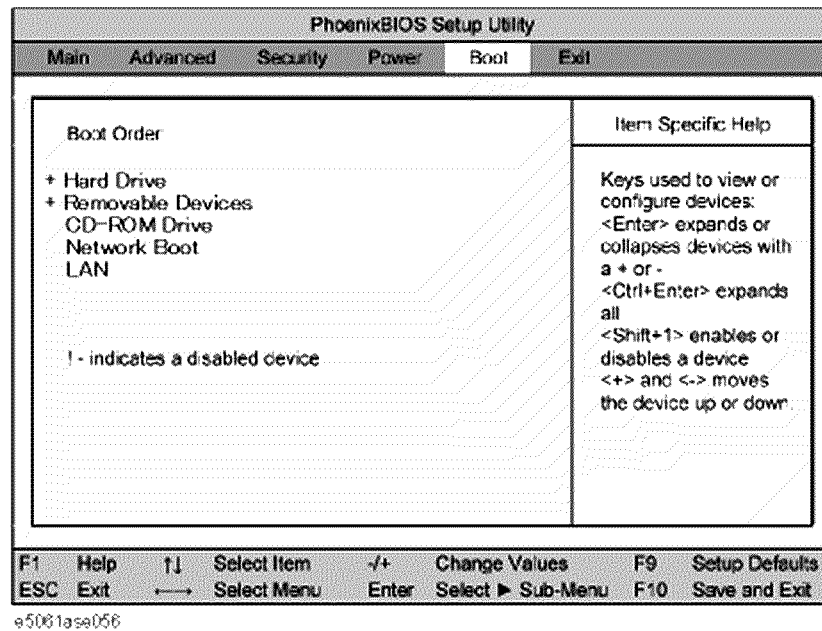 PhoenixBIOS Setup Utility
Main Advanced Security Power Boot Exit
Boot Order
+ Hard Drive
+ Removable Devices
CD-ROM Drive
Network Boot
LAN
! - indicates a disabled device
Item Specific Help
Keys used to view or
configure devices:
<Enter> expands or
collapses devices with
a + or -
<Ctrl+Enter> expands
all
<Shift+1> enables or
disables a device
<+> and <-> moves
the device up or down.
F1 Help ↑↓ Select Item -/+ Change Values F9 Setup Defaults
ESC Exit ←→ Select Menu Enter Select ▶ Sub-Menu F10 Save and Exit
e5061ase056